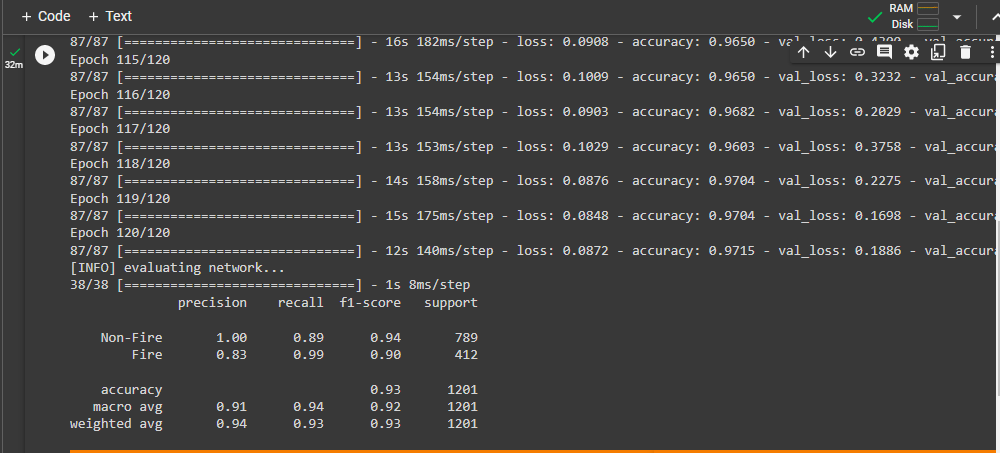 + Code + Text
RAM
Disk
32m
87/87 [==============================] - 16s 182ms/step - loss: 0.0908 - accuracy: 0.9650 -
Epoch 115/120
87/87 [==============================] - 13s 154ms/step - loss: 0.1009 - accuracy: 0.9650 - val_loss: 0.3232 - val_accura
Epoch 116/120
87/87 [==============================] - 13s 154ms/step - loss: 0.0903 - accuracy: 0.9682 - val_loss: 0.2029 - val_accura
Epoch 117/120
87/87 [==============================] - 13s 153ms/step - loss: 0.1029 - accuracy: 0.9603 - val_loss: 0.3758 - val_accura
Epoch 118/120
87/87 [==============================] - 14s 158ms/step - loss: 0.0876 - accuracy: 0.9704 - val_loss: 0.2275 - val_accura
Epoch 119/120
87/87 [==============================] - 15s 175ms/step - loss: 0.0848 - accuracy: 0.9704 - val_loss: 0.1698 - val_accura
Epoch 120/120
87/87 [==============================] - 12s 140ms/step - loss: 0.0872 - accuracy: 0.9715 - val_loss: 0.1886 - val_accura
[INFO] evaluating network...
38/38 [==============================] - 1s 8ms/step
precision recall f1-score support
Non-Fire 1.00 0.89 0.94 789
Fire 0.83 0.99 0.90 412
accuracy 0.93 1201
macro avg 0.91 0.94 0.92 1201
weighted avg 0.94 0.93 0.93 1201